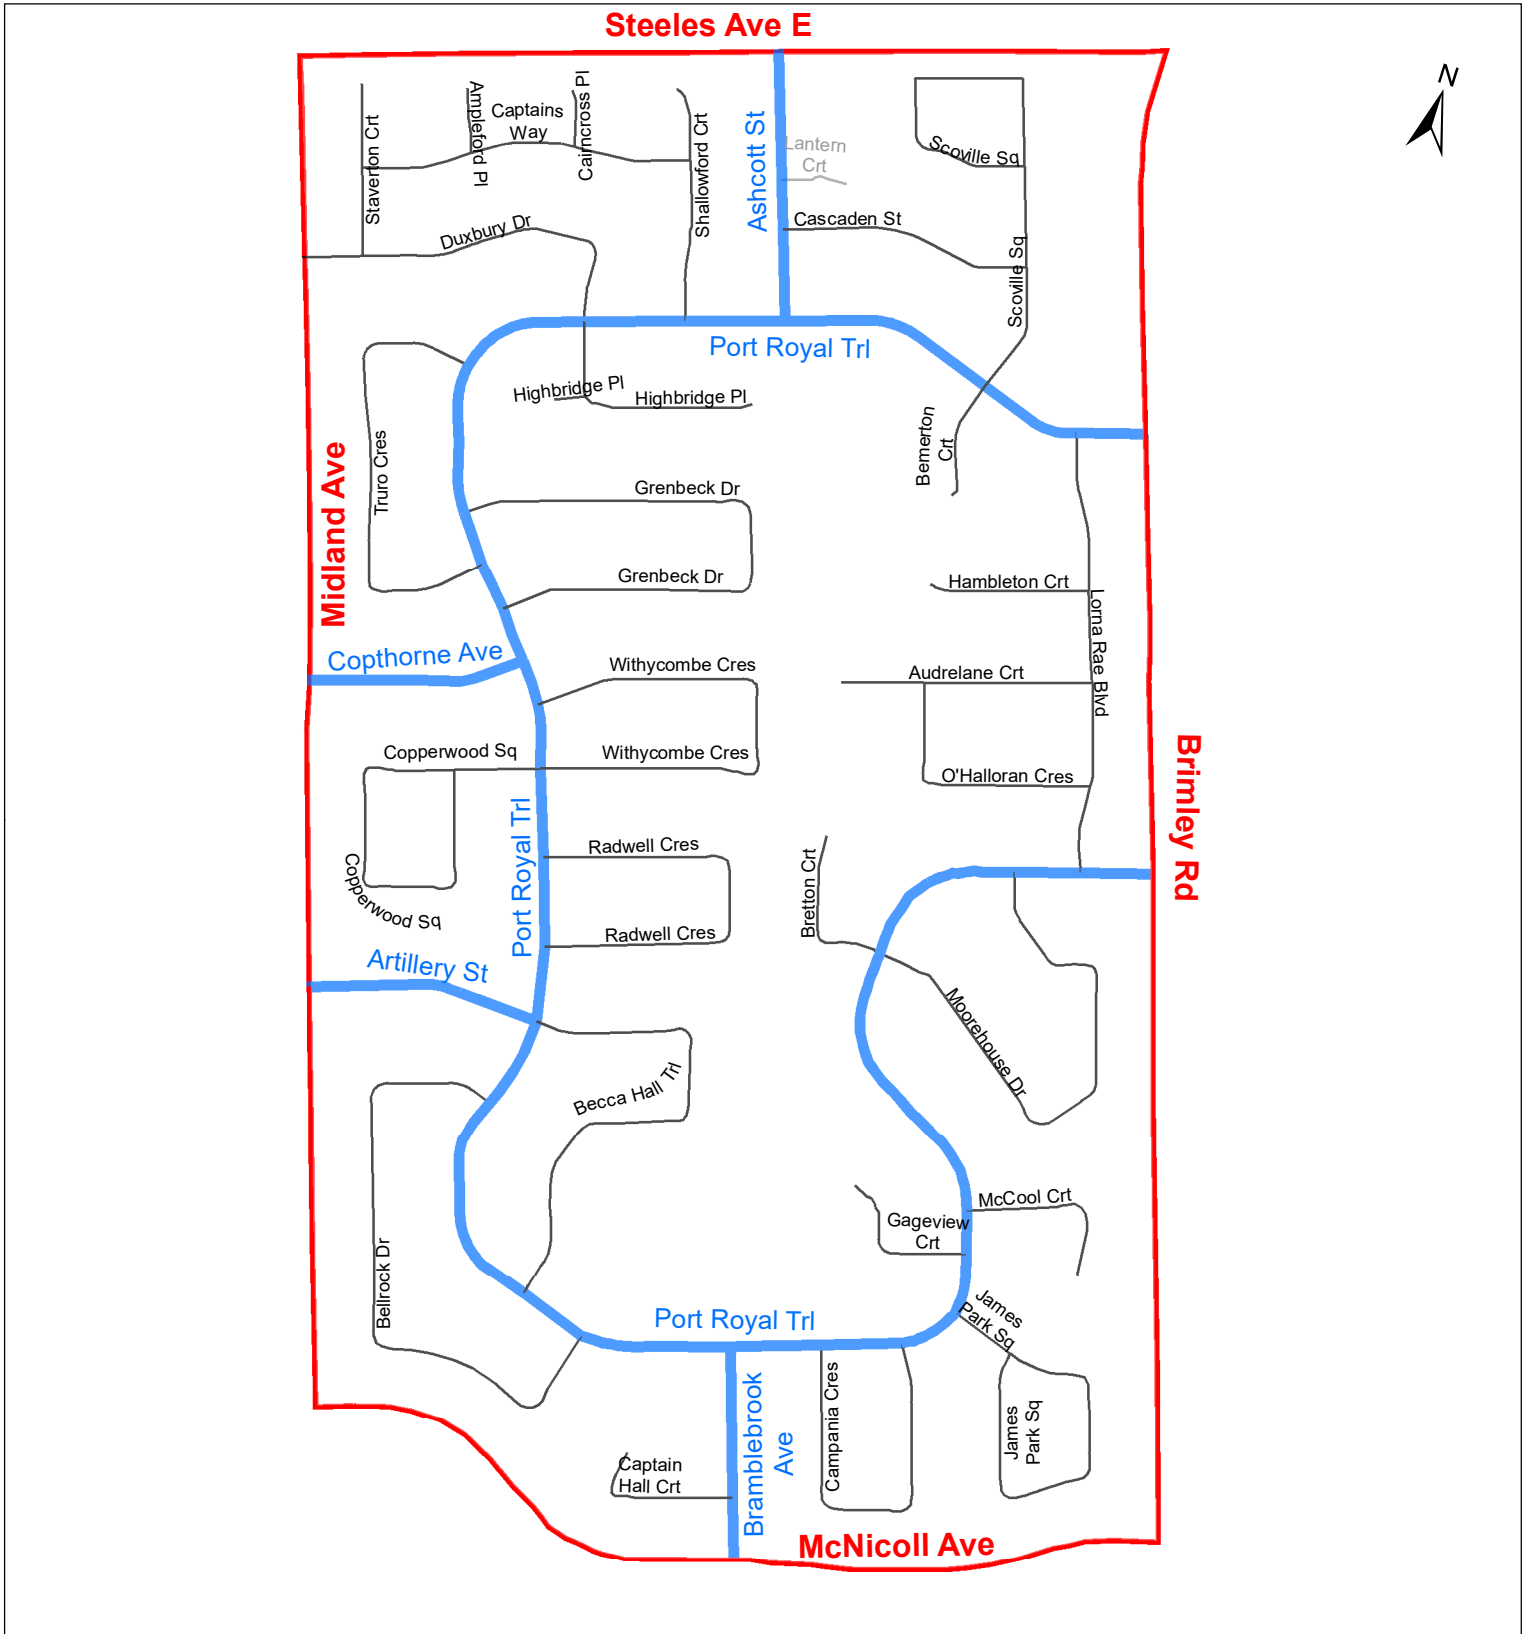 Steeles Ave E
N
Staverton Crt
Ampleford Pl
Captains
Way
Cairncross Pl
Shallowford Crt
Ashcott St
Lantern
Crt
Scoville Sq
Cascaden St
Duxbury Dr
Scoville Sq
Port Royal Trl
Highbridge Pl
Highbridge Pl
Bemerton
Crt
Truro Cres
Midland Ave
Grenbeck Dr
Grenbeck Dr
Hambleton Crt
Lorna Rae Blvd
Copthorne Ave
Withycombe Cres
Audrelane Crt
Copperwood Sq
Withycombe Cres
O'Halloran Cres
Brimley Rd
Port Royal Trl
Radwell Cres
Bretton Crt
Copperwood Sq
Radwell Cres
Artillery St
Moorehouse Dr
Becca Hall Trl
McCool Crt
Gageview
Crt
Bellrock Dr
James
Park Sq
Port Royal Trl
Bramblebrook
Ave
Campania Cres
James
Park Sq
Captain
Hall Crt
McNicoll Ave